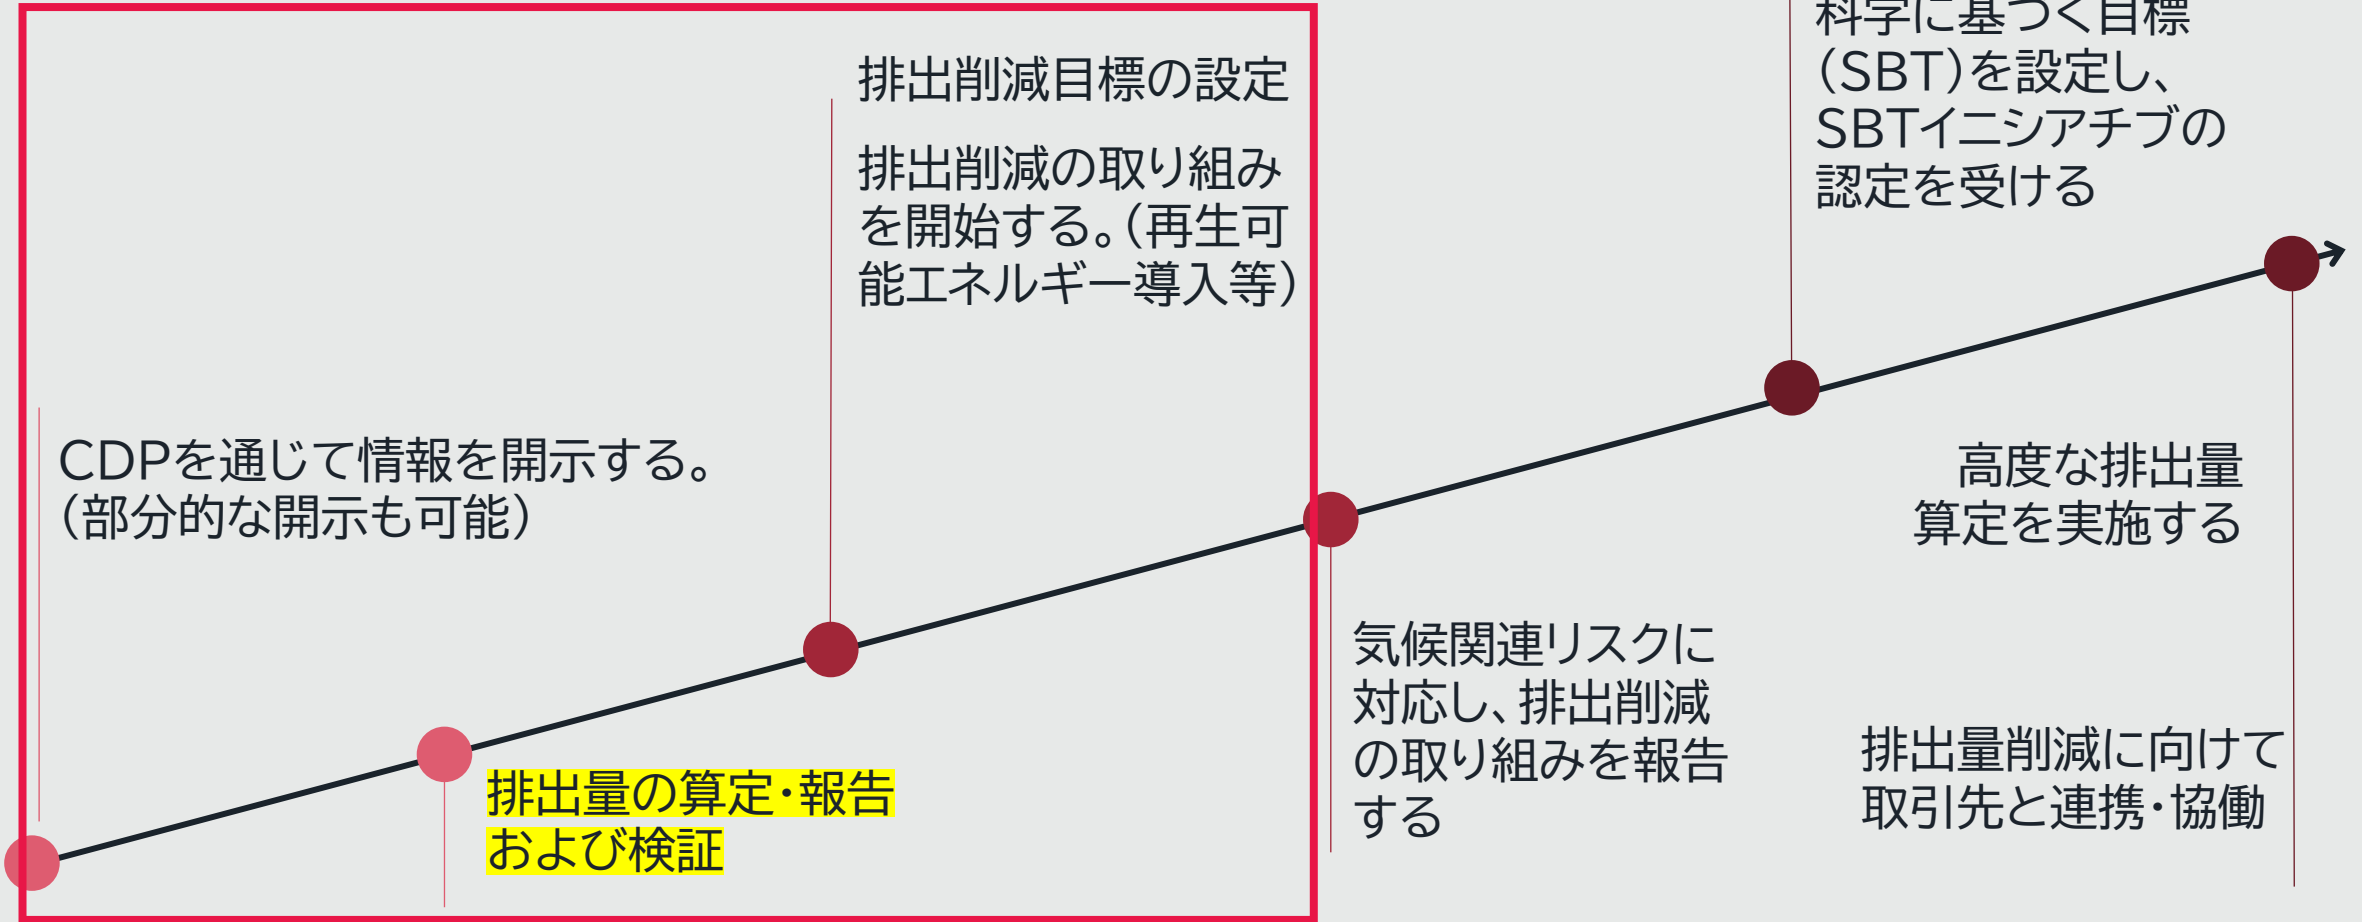 CDPを通じて情報を開示する。
（部分的な開示も可能）
排出量の算定・報告
および検証
排出削減目標の設定
排出削減の取り組み
を開始する。（再生可
能エネルギー導入等）
気候関連リスクに
対応し、排出削減
の取り組みを報告
する
科学に基づく目標
（SBT）を設定し、
SBTイニシアチブの
認定を受ける
高度な排出量
算定を実施する
排出量削減に向けて
取引先と連携・協働